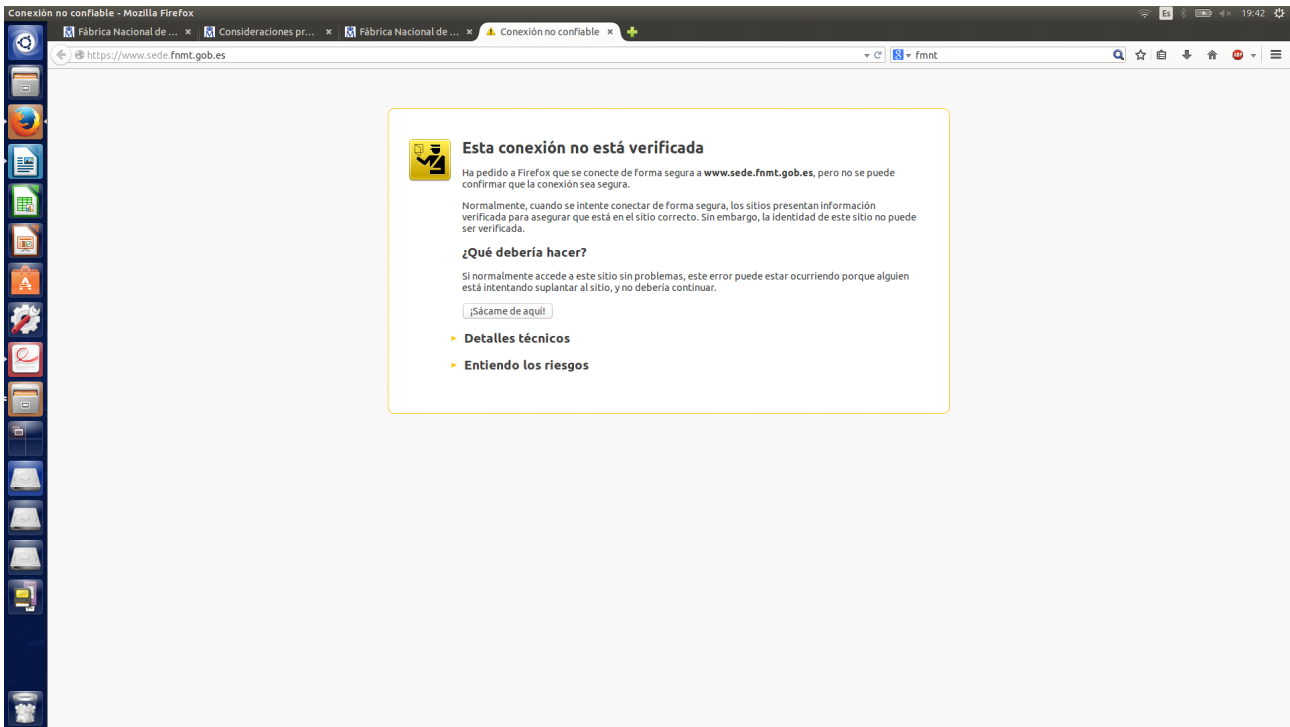 Conexión no confiable - Mozilla Firefox
Es
19:42
Fábrica Nacional de ... ×
Consideraciones pr... ×
Fábrica Nacional de ... ×
Conexión no confiable ×
https://www.sede.fnmt.gob.es
fmnt
Esta conexión no está verificada
Ha pedido a Firefox que se conecte de forma segura a www.sede.fnmt.gob.es, pero no se puede
confirmar que la conexión sea segura.
Normalmente, cuando se intente conectar de forma segura, los sitios presentan información
verificada para asegurar que está en el sitio correcto. Sin embargo, la identidad de este sitio no puede
ser verificada.
¿Qué debería hacer?
Si normalmente accede a este sitio sin problemas, este error puede estar ocurriendo porque alguien
está intentando suplantar al sitio, y no debería continuar.
¡Sácame de aquí!
Detalles técnicos
Entiendo los riesgos